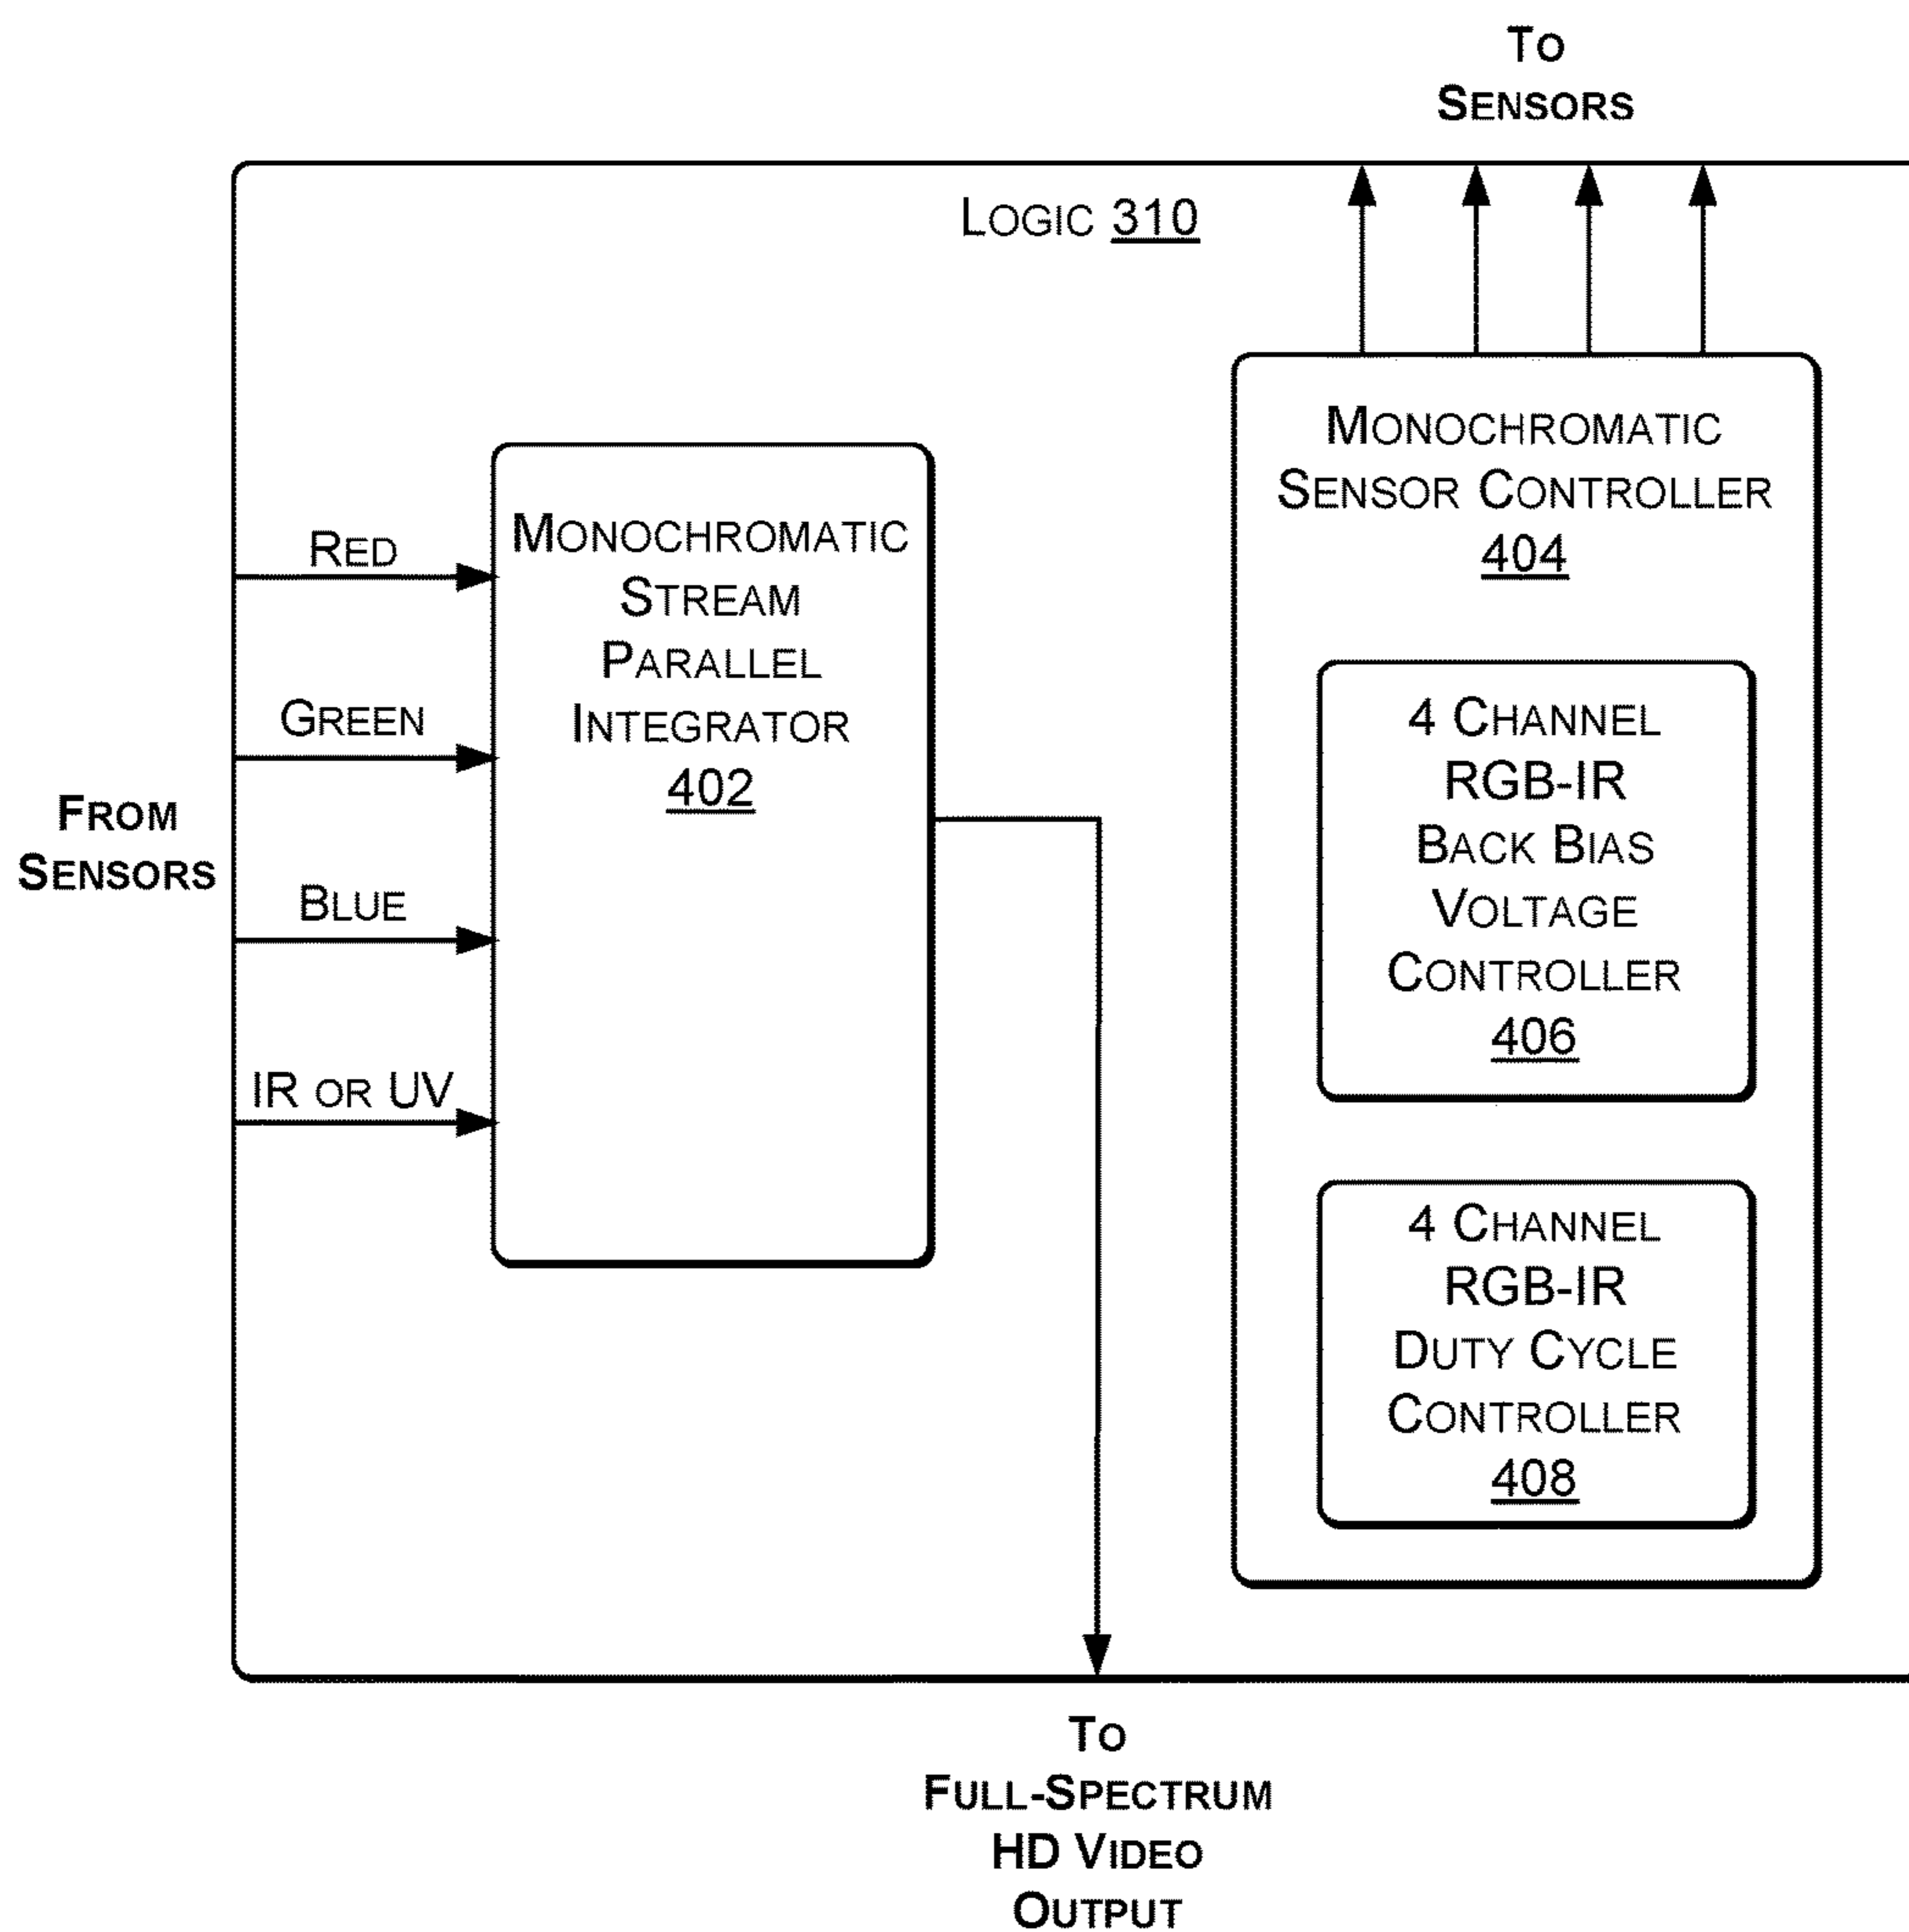 To
Sensors
Logic 310
Monochromatic
Sensor Controller
404
4 Channel
RGB-IR
Back Bias
Voltage
Controller
406
4 Channel
RGB-IR
Duty Cycle
Controller
408
Monochromatic
Stream
Parallel
Integrator
402
From
Sensors
Red
Green
Blue
IR or UV
To
Full-Spectrum
HD Video
Output